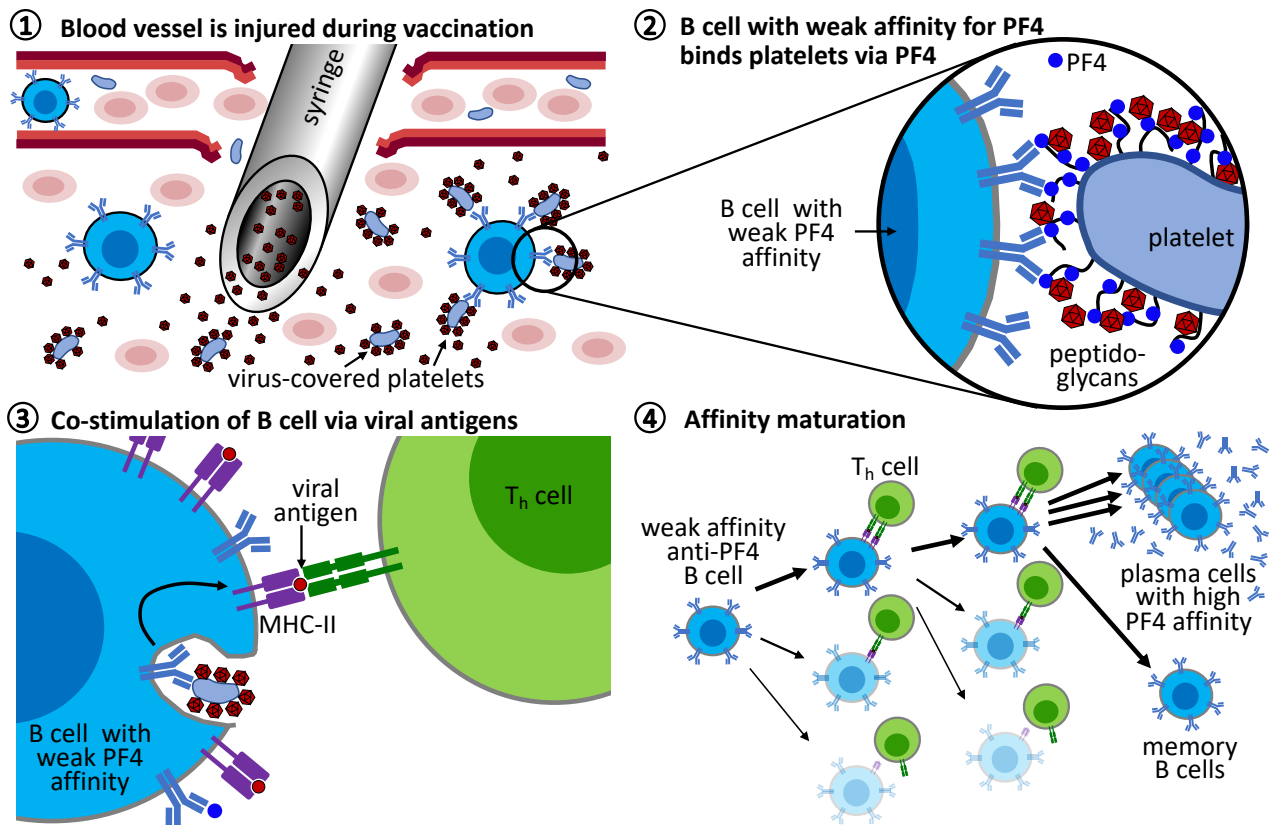 ① Blood vessel is injured during vaccination
syringe
virus-covered platelets
② B cell with weak affinity for PF4
binds platelets via PF4
PF4
B cell with
weak PF4
affinity
platelet
peptido-
glycans
③ Co-stimulation of B cell via viral antigens
viral
antigen
Th cell
MHC-II
B cell with
weak PF4
affinity
④ Affinity maturation
Th cell
weak affinity
anti-PF4
B cell
plasma cells
with high
PF4 affinity
memory
B cells